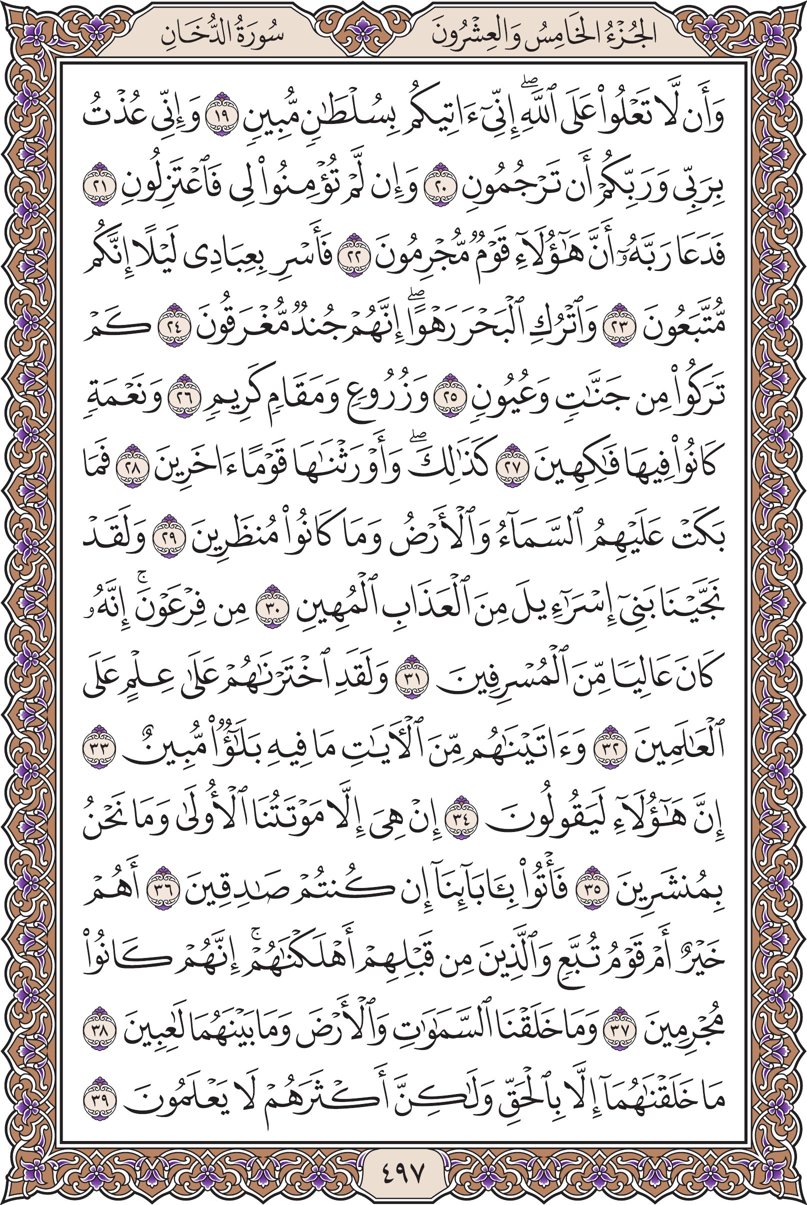 الجُزْءُ الخَامِسُ وَالعِشْرُونَ
سُورَةُ الدُّخَانِ
وَأَن لَّا تَعْلُوا۟ عَلَى ٱللَّهِۖ إِنِّىٓ ءَاتِيكُم بِسُلْطَـٰنٍ مُّبِينٍ ١٩ وَإِنِّى عُذْتُ
بِرَبِّى وَرَبِّكُمْ أَن تَرْجُمُونِ ٢٠ وَإِن لَّمْ تُؤْمِنُوا۟ لِى فَٱعْتَزِلُونِ ٢١
فَدَعَا رَبَّهُۥٓ أَنَّ هَـٰٓؤُلَآءِ قَوْمٌ مُّجْرِمُونَ ٢٢ فَأَسْرِ بِعِبَادِى لَيْلًا إِنَّكُم
مُّتَّبَعُونَ ٢٣ وَٱتْرُكِ ٱلْبَحْرَ رَهْوًاۖ إِنَّهُمْ جُندٌ مُّغْرَقُونَ ٢٤ كَمْ
تَرَكُوا۟ مِن جَنَّـٰتٍ وَعُيُونٍ ٢٥ وَزُرُوعٍ وَمَقَامٍ كَرِيمٍ ٢٦ وَنَعْمَةٍ
كَانُوا۟ فِيهَا فَـٰكِهِينَ ٢٧ كَذَٰلِكَۖ وَأَوْرَثْنَـٰهَا قَوْمًا ءَاخَرِينَ ٢٨ فَمَا
بَكَتْ عَلَيْهِمُ ٱلسَّمَآءُ وَٱلْأَرْضُ وَمَا كَانُوا۟ مُنظَرِينَ ٢٩ وَلَقَدْ
نَجَّيْنَا بَنِىٓ إِسْرَٰٓءِيلَ مِنَ ٱلْعَذَابِ ٱلْمُهِينِ ٣٠ مِن فِرْعَوْنَۚ إِنَّهُۥ
كَانَ عَالِيًا مِّنَ ٱلْمُسْرِفِينَ ٣١ وَلَقَدِ ٱخْتَرْنَـٰهُمْ عَلَىٰ عِلْمٍ عَلَى
ٱلْعَـٰلَمِينَ ٣٢ وَءَاتَيْنَـٰهُم مِّنَ ٱلْـَٔايَـٰتِ مَا فِيهِ بَلَـٰٓؤٌا۟ مُّبِينٌ ٣٣
إِنَّ هَـٰٓؤُلَآءِ لَيَقُولُونَ ٣٤ إِنْ هِىَ إِلَّا مَوْتَتُنَا ٱلْأُولَىٰ وَمَا نَحْنُ
بِمُنشَرِينَ ٣٥ فَأْتُوا۟ بِـَٔابَآئِنَآ إِن كُنتُمْ صَـٰدِقِينَ ٣٦ أَهُمْ
خَيْرٌ أَمْ قَوْمُ تُبَّعٍ وَٱلَّذِينَ مِن قَبْلِهِمْ أَهْلَكْنَـٰهُمْۚ إِنَّهُمْ كَانُوا۟
مُجْرِمِينَ ٣٧ وَمَا خَلَقْنَا ٱلسَّمَـٰوَٰتِ وَٱلْأَرْضَ وَمَا بَيْنَهُمَا لَـٰعِبِينَ ٣٨
مَا خَلَقْنَـٰهُمَآ إِلَّا بِٱلْحَقِّ وَلَـٰكِنَّ أَكْثَرَهُمْ لَا يَعْلَمُونَ ٣٩
٤٩٧